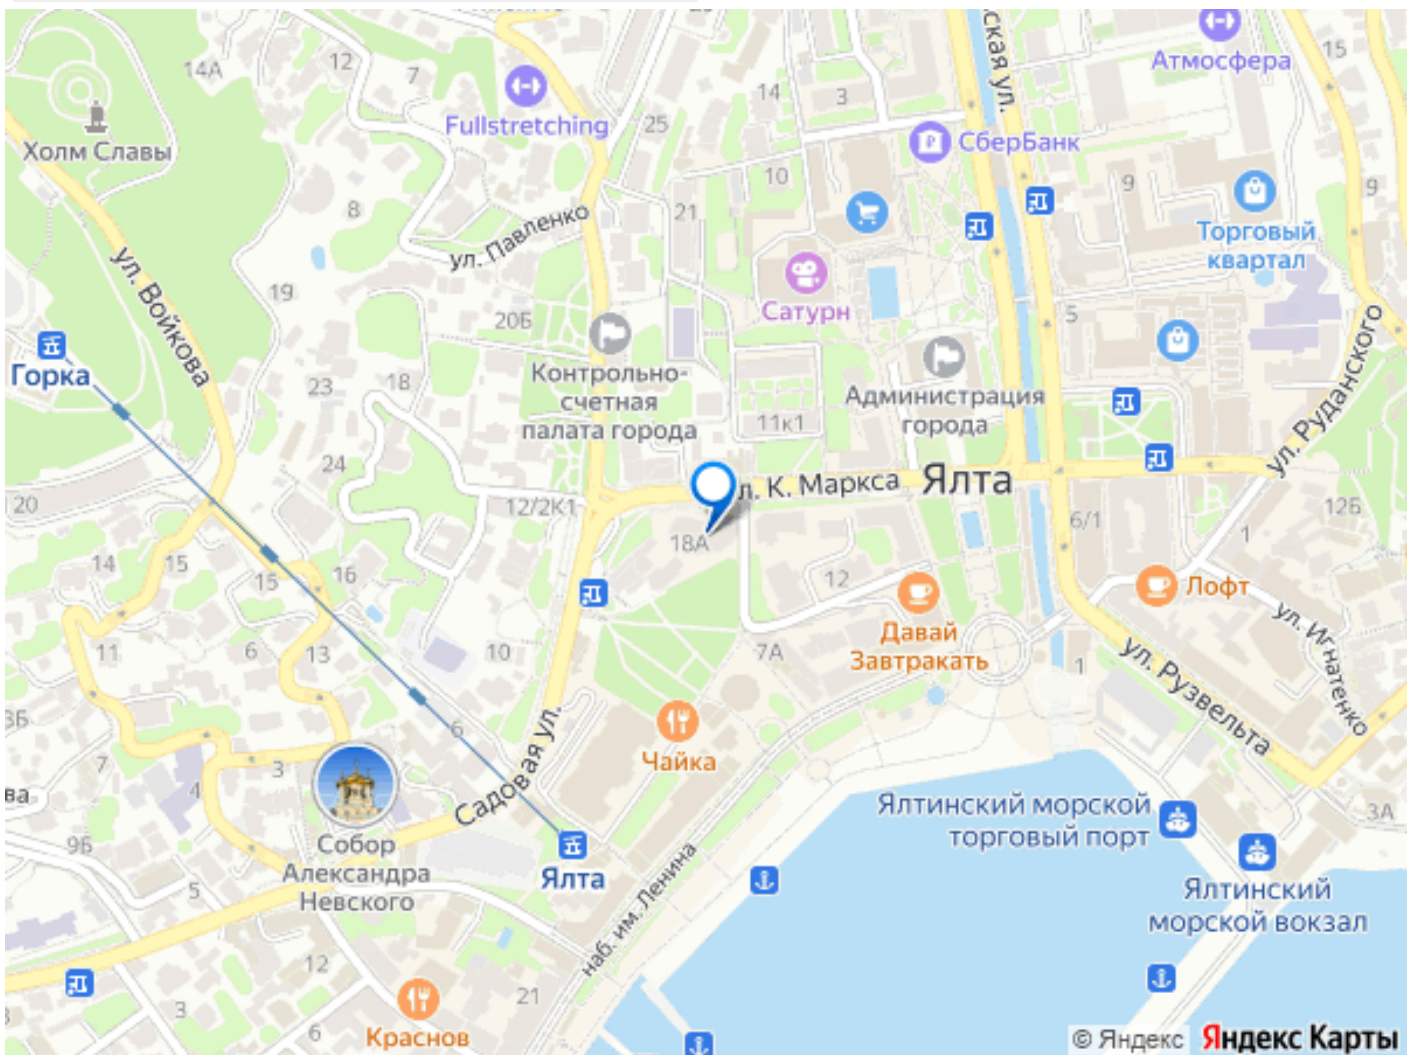 12
7
14А
Fullstretching
25
14
3
ская ул.
Атмосфера
15
СберБанк
Холм Славы
10
9
9
8
21
ул. Павленко
Торговый
квартал
ул. Войкова
19
20Б
Сатурн
5
Горка
23
18
Контрольно-
счетная
палата города
11к1
Администрация
города
ул. Руданского
24
20
12/2К1
л. К. Маркса
Ялта
6/1
12Б
1
18А
14
15
15
16
12
Давай
Завтракать
Лофт
ул. Игнатенко
11
6
13
10
7А
1
ул. Рузвельта
3Б
6
Чайка
Садовая ул.
7
3
4
ва
Ялтинский морской
торговый порт
3А
9Б
Собор
Александра
Невского
Ялта
наб. им. Ленина
Ялтинский
морской вокзал
5
12
3
6
21
Краснов
© Яндекс Яндекс Карты